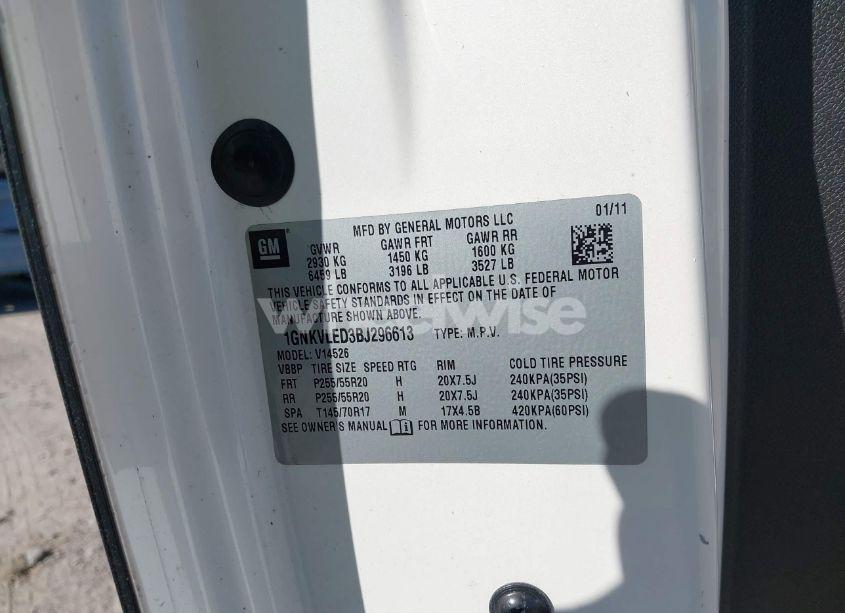 MFD BY GENERAL MOTORS LLC 01/11
GM
GVWR GAWR FRT GAWR RR
2930 KG 1450 KG 1600 KG
6459 LB 3196 LB 3527 LB
THIS VEHICLE CONFORMS TO ALL APPLICABLE U.S. FEDERAL MOTOR
VEHICLE SAFETY STANDARDS IN EFFECT ON THE DATE OF
MANUFACTURE SHOWN ABOVE.
wheelwise
1GNKVLED3BJ296613 TYPE: M.P.V.
MODEL: V14526
VBBP TIRE SIZE SPEED RTG RIM COLD TIRE PRESSURE
FRT P255/55R20 H 20X7.5J 240KPA(35PSI)
RR P255/55R20 H 20X7.5J 240KPA(35PSI)
SPA T145/70R17 M 17X4.5B 420KPA(60PSI)
SEE OWNER'S MANUAL FOR MORE INFORMATION.